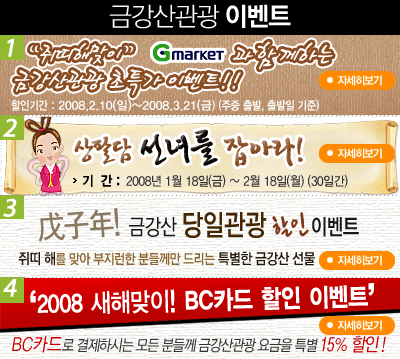 금강산관광 이벤트
1 "쥐띠해맞이" Gmarket 과 함께하는
금강산관광 초특가 이벤트!!
할인기간 : 2008,2,10(일)~2008,3,21(금) (주중 출발, 출발일 기준)
자세히보기
2
상팔담 선녀를 잡아라!
자세히보기
› 기 간 : 2008년 1월 18일(금) ~ 2월 18일(월) (30일간)
3
戊子年! 금강산 당일관광 할인 이벤트
쥐띠 해를 맞아 부지런한 분들께만 드리는 특별한 금강산 선물
자세히보기
4
'2008 새해맞이! BC카드 할인 이벤트'
자세히보기
BC카드로 결제하시는 모든 분들께 금강산관광 요금을 특별 15% 할인!